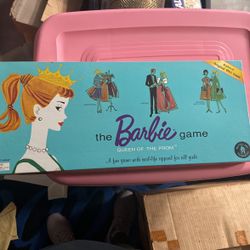 the Barbie game
QUEEN OF THE PROM
A fun game with real-life appeal for all girls